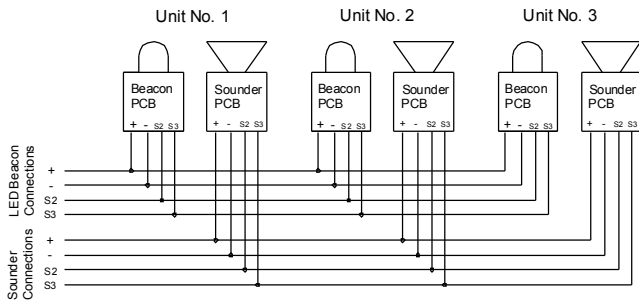 Unit No. 1
Unit No. 2
Unit No. 3
Beacon
PCB
+ - S2 S3
Sounder
PCB
+ - S2 S3
Beacon
PCB
+ - S2 S3
Sounder
PCB
+ - S2 S3
Beacon
PCB
+ - S2 S3
Sounder
PCB
+ - S2 S3
LED Beacon
Connections
+
-
S2
S3
Sounder
Connections
+
-
S2
S3